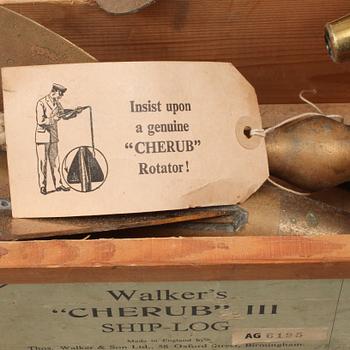 Insist upon
a genuine
"CHERUB"
Rotator!
Walker's
"CHERUB" III
SHIP-LOG
AG 6195
Made in England by
Thos. Walker & Son Ltd., 58 Oxford Street, Birmingham.